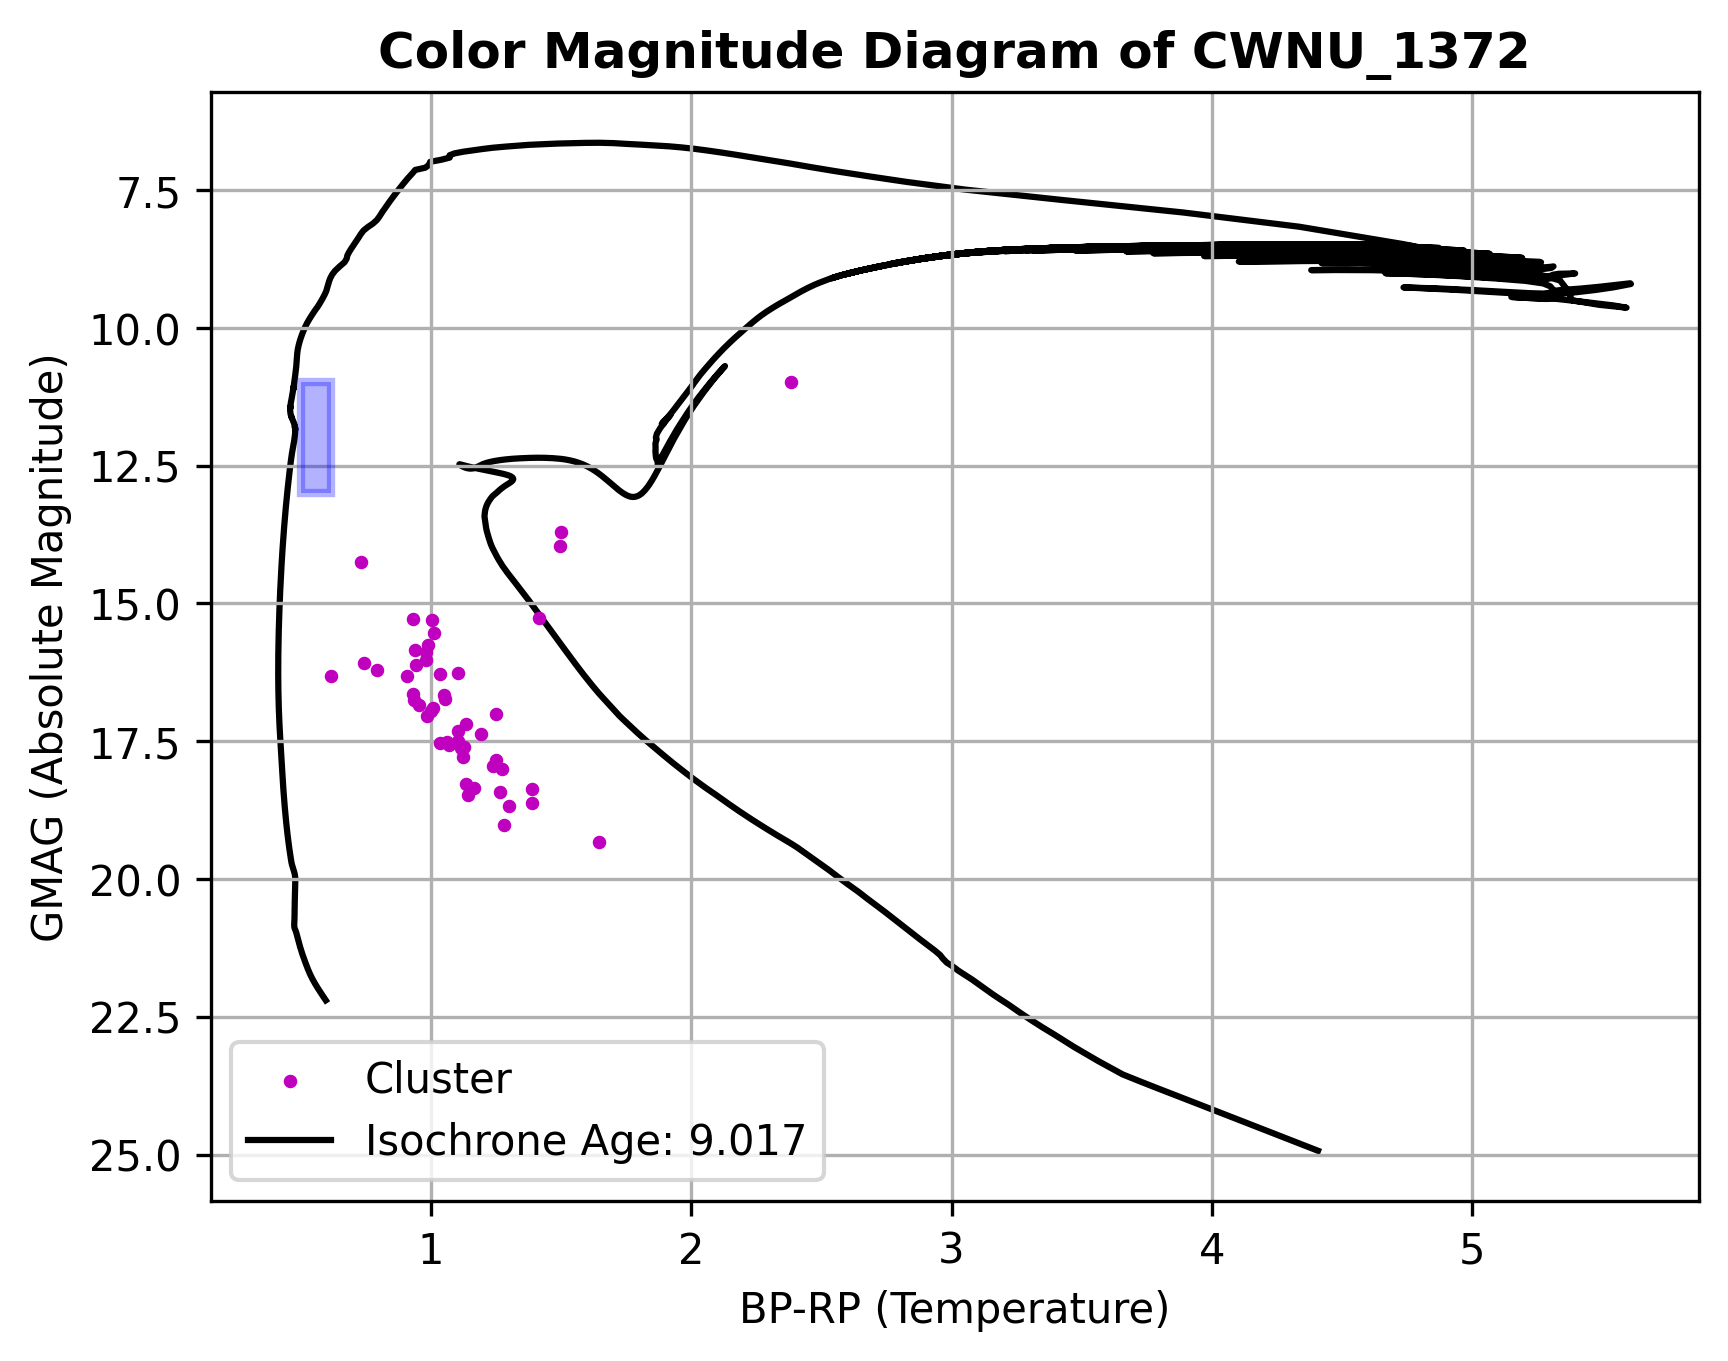 Color Magnitude Diagram of CWNU_1372
GMAG (Absolute Magnitude)
7.5
10.0
12.5
15.0
17.5
20.0
22.5
25.0
Cluster
Isochrone Age: 9.017
1 2 3 4 5
BP-RP (Temperature)